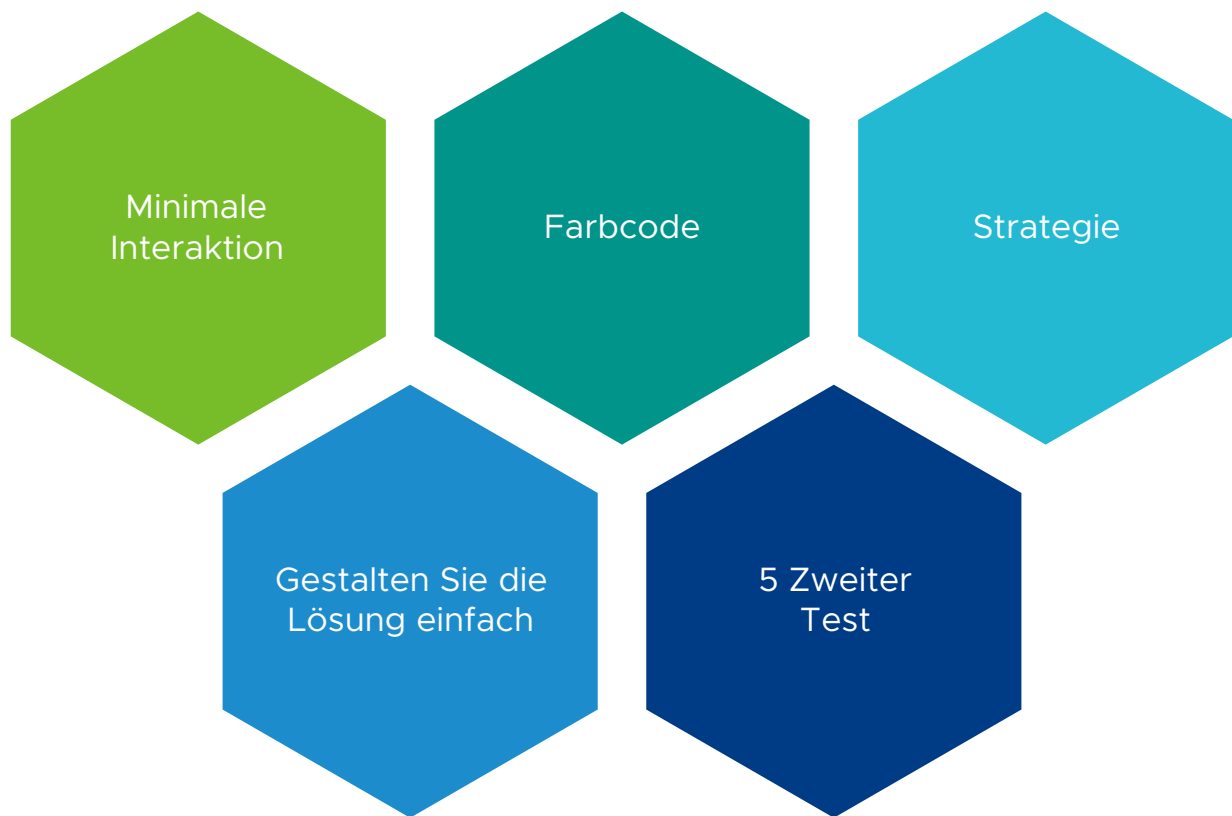 Minimale
Interaktion
Farbcode
Strategie
Gestalten Sie die
Lösung einfach
5 Zweiter
Test